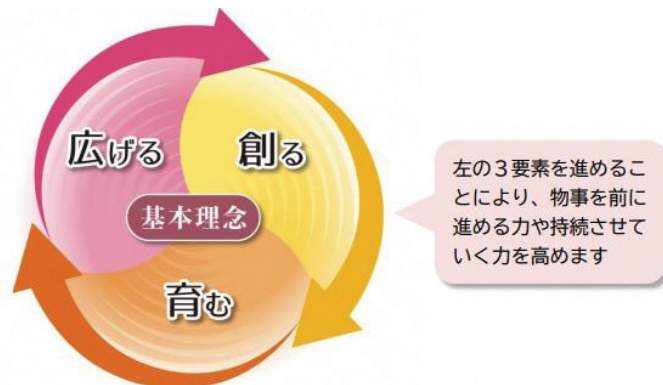 広げる
創る
基本理念
育む
左の３要素を進めるこ
とにより、物事を前に
進める力や持続させて
いく力を高めます